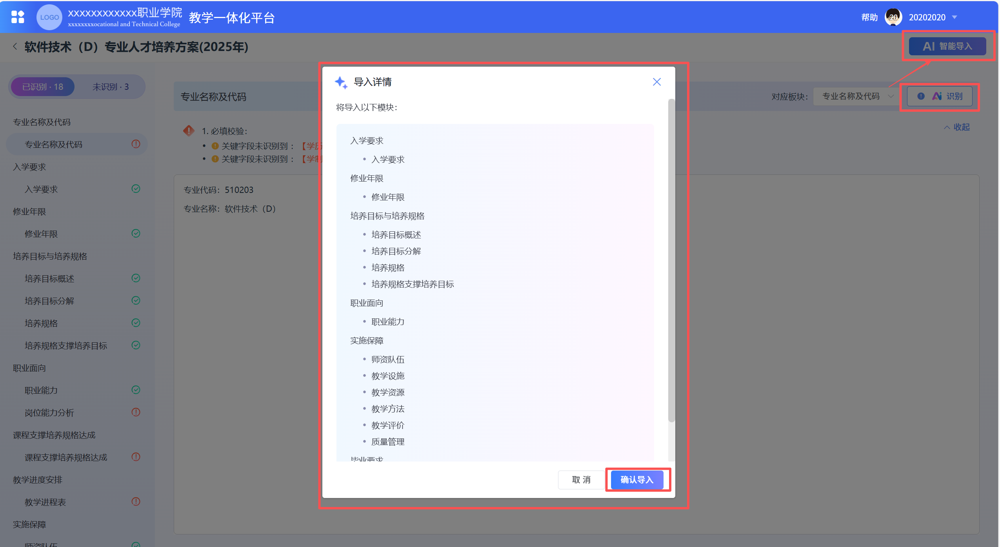 LOGO
xxxxxxxxxxxx职业学院
xxxxxxxxocational and Technical College
教学一体化平台
帮助
20
20202020
软件技术（D）专业人才培养方案(2025年)
AI 智能导入
已识别 · 18
未识别 · 3
专业名称及代码
专业名称及代码
入学要求
入学要求
修业年限
修业年限
培养目标与培养规格
培养目标概述
培养目标分解
培养规格
培养规格支撑培养目标
职业面向
职业能力
岗位能力分析
课程支撑培养规格达成
课程支撑培养规格达成
教学进度安排
教学进程表
实施保障
师资队伍
专业名称及代码
对应板块：
专业名称及代码
Ai 识别
收起
1. 必填校验：
关键字段未识别到：【学历
关键字段未识别到：【学制
专业代码：510203
专业名称：软件技术（D）
导入详情
将导入以下模块：
入学要求
• 入学要求
修业年限
• 修业年限
培养目标与培养规格
• 培养目标概述
• 培养目标分解
• 培养规格
• 培养规格支撑培养目标
职业面向
• 职业能力
实施保障
• 师资队伍
• 教学设施
• 教学资源
• 教学方法
• 教学评价
• 质量管理
毕业要求
取 消
确认导入